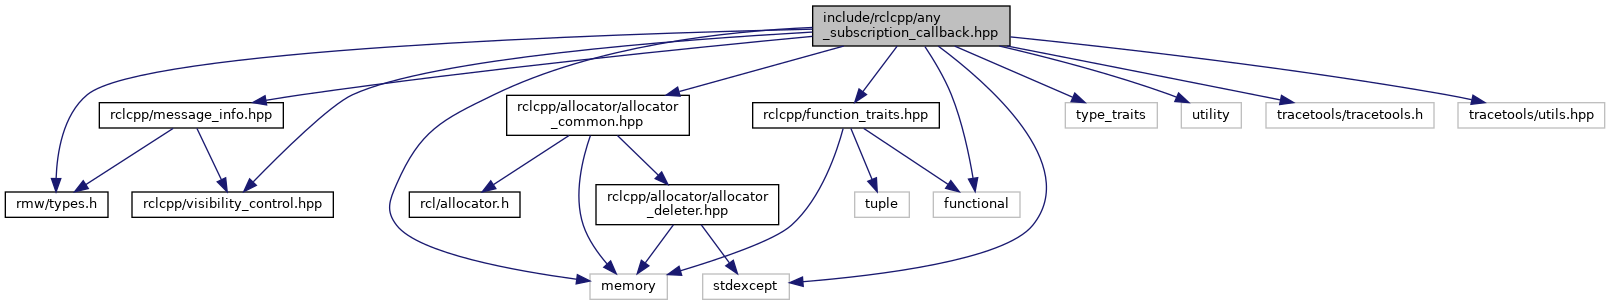 include/rclcpp/any
_subscription_callback.hpp
rclcpp/message_info.hpp
rclcpp/allocator/allocator
_common.hpp
rclcpp/function_traits.hpp
type_traits
utility
tracetools/tracetools.h
tracetools/utils.hpp
rmw/types.h
rclcpp/visibility_control.hpp
rcl/allocator.h
rclcpp/allocator/allocator
_deleter.hpp
tuple
functional
memory
stdexcept